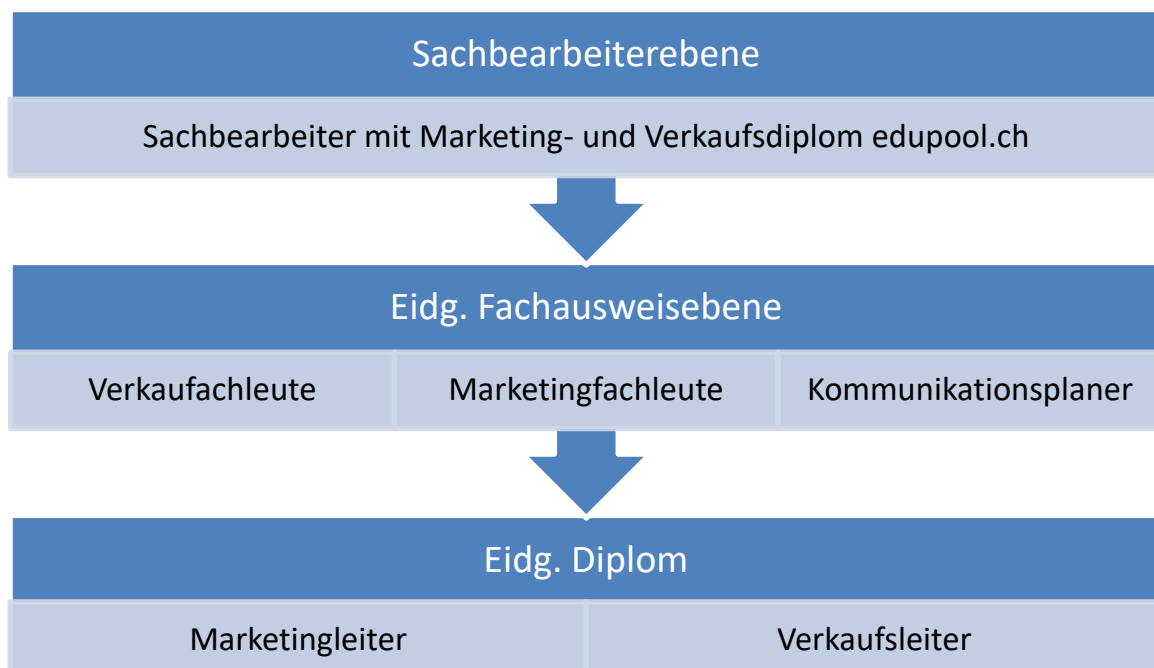 Sachbearbeiterebene
Sachbearbeiter mit Marketing- und Verkaufsdiplom edupool.ch
Eidg. Fachausweisebene
Verkaufachleute
Marketingfachleute
Kommunikationsplaner
Eidg. Diplom
Marketingleiter
Verkaufsleiter